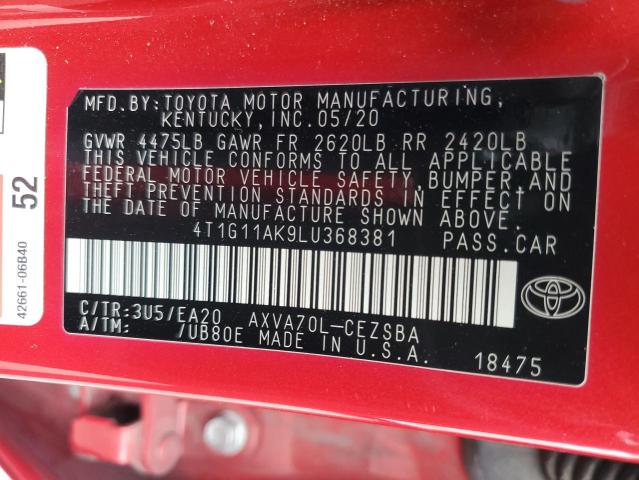 MFD.BY:TOYOTA MOTOR MANUFACTURING,
KENTUCKY,INC.05/20
GVWR 4475LB GAWR FR 2620LB RR 2420LB
THIS VEHICLE CONFORMS TO ALL APPLICABLE
FEDERAL MOTOR VEHICLE SAFETY,BUMPER,AND
THEFT PREVENTION STANDARDS IN EFFECT ON
THE DATE OF MANUFACTURE SHOWN ABOVE.
4T1G11AK9LU368381 PASS.CAR
C/TR:3U5/EA20 AXVA70L-CEZSBA
A/TM: /UB80E MADE IN U.S.A.
18475
52
42661-06B40